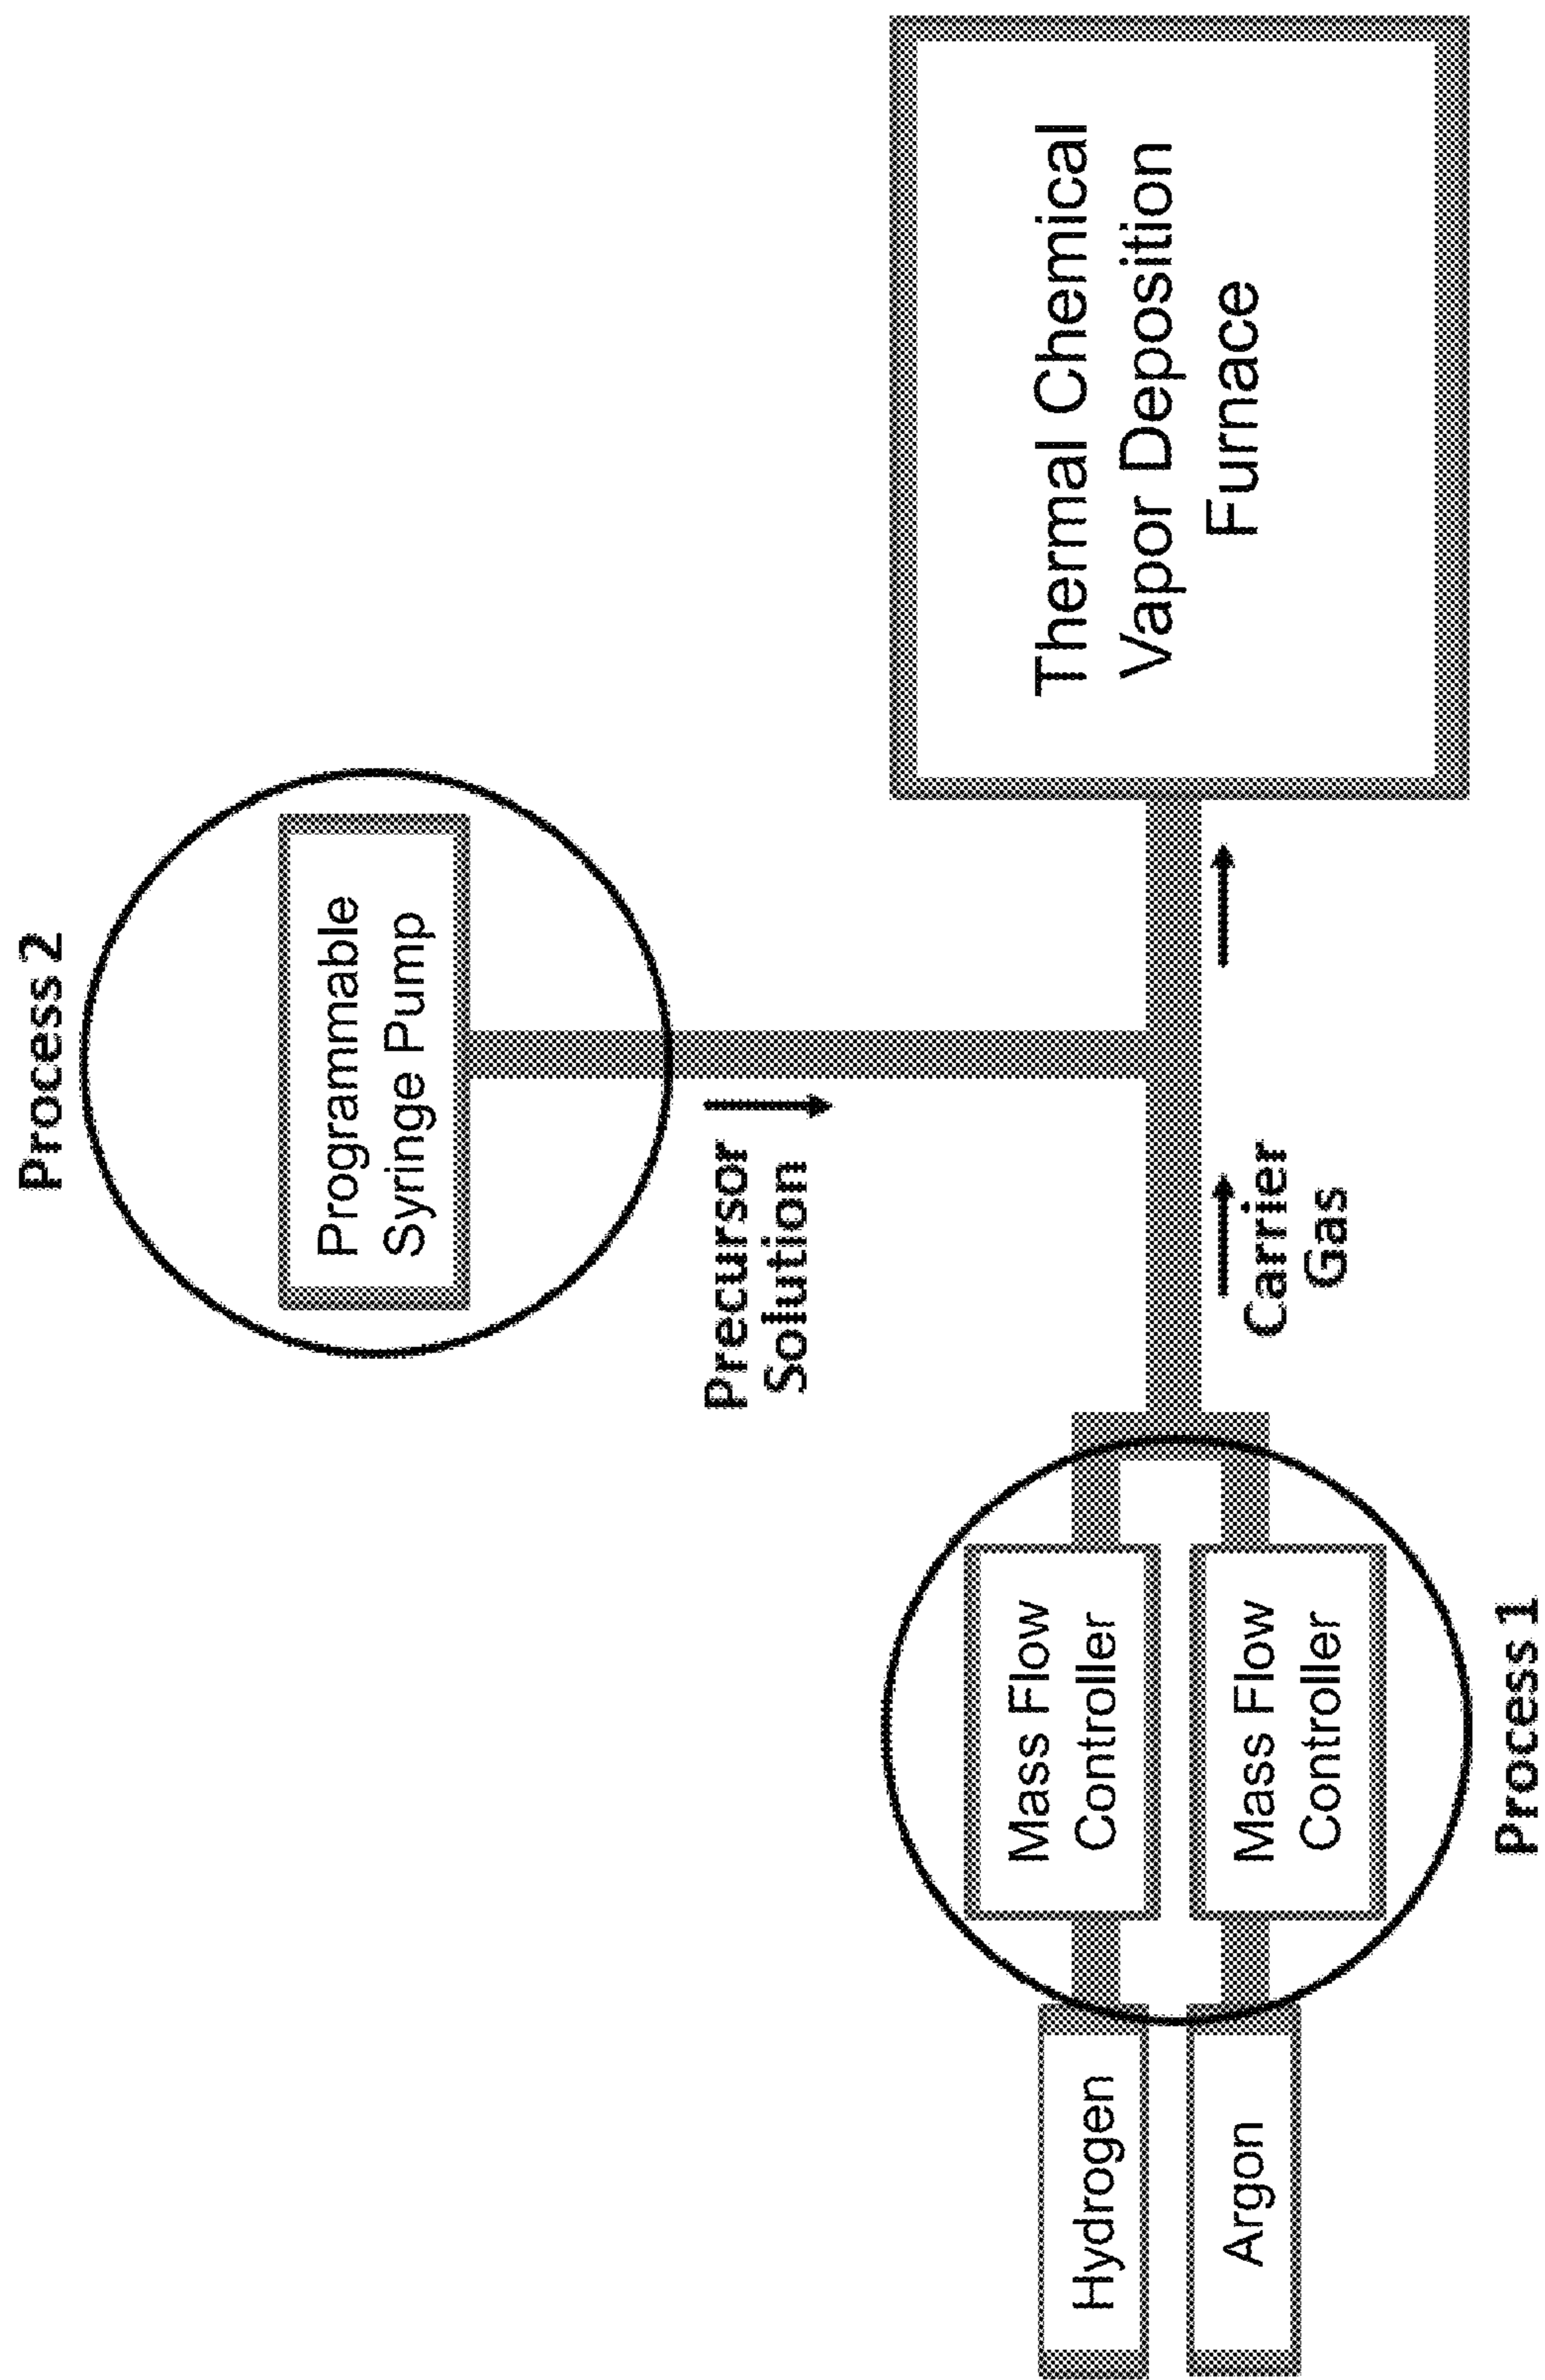 Process 2
Programmable
Syringe Pump
Precursor
Solution
Thermal Chemical
Vapor Deposition
Furnace
Hydrogen
Mass Flow
Controller
Argon
Mass Flow
Controller
Carrier
Gas
Process 1